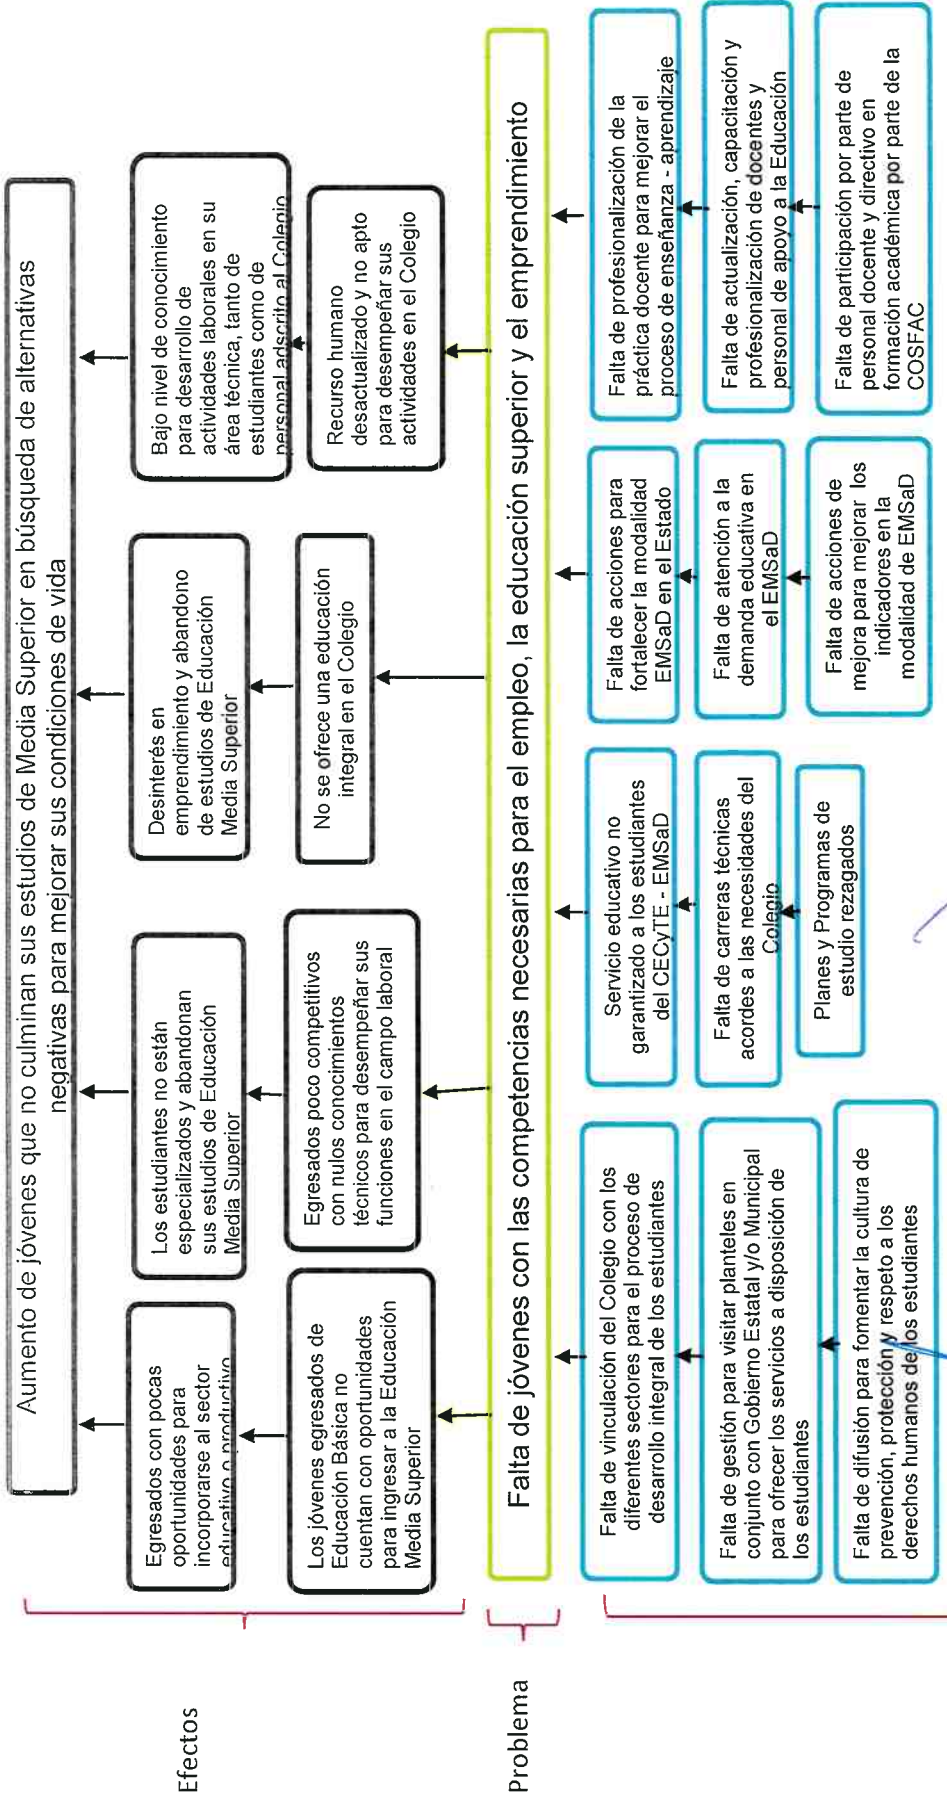 Aumento de jóvenes que no culminan sus estudios de Media Superior en búsqueda de alternativas
negativas para mejorar sus condiciones de vida
Efectos
Egresados con pocas
oportunidades para
incorporarse al sector
educativo o productivo
Los estudiantes no están
especializados y abandonan
sus estudios de Educación
Media Superior
Desinterés en
emprendimiento y abandono
de estudios de Educación
Media Superior
Bajo nivel de conocimiento
para desarrollo de
actividades laborales en su
área técnica, tanto de
estudiantes como de
personal adscrito al Colegio
Los jóvenes egresados de
Educación Básica no
cuentan con oportunidades
para ingresar la Educación
Media Superior
Egresados poco competitivos
con nulos conocimientos
técnicos para desempeñar sus
funciones en el campo laboral
No se ofrece una educación
integral en el Colegio
Recurso humano
desactualizado y no apto
para desempeñar sus
actividades en el Colegio
Problema
Falta de jóvenes con las competencias necesarias para el empleo, la educación superior y el emprendimiento
Falta de vinculación del Colegio con los
diferentes sectores para el proceso de
desarrollo integral de los estudiantes
Servicio educativo no
garantizado a los estudiantes
del CECyTE - EMSaD
Falta de acciones para
fortalecer la modalidad
EMSaD en el Estado
Falta de profesionalización de la
práctica docente para mejorar el
proceso de enseñanza - aprendizaje
Falta de gestión para visitar planteles en
conjunto con Gobierno Estatal y/o Municipal
para ofrecer los servicios a disposición de
los estudiantes
Falta de carreras técnicas
acordes a las necesidades del
Colegio
Falta de atención a la
demanda educativa en
el EMSaD
Falta de actualización, capacitación y
profesionalización de docentes y
personal de apoyo a la Educación
Falta de difusión para fomentar la cultura de
prevención, protección y respeto a los
derechos humanos de los estudiantes
Planes y Programas de
estudio rezagados
Falta de acciones de
mejora para mejorar los
indicadores en la
modalidad de EMSaD
Falta de participación por parte de
personal docente y directivo en
formación académica por parte de la
COSFAC